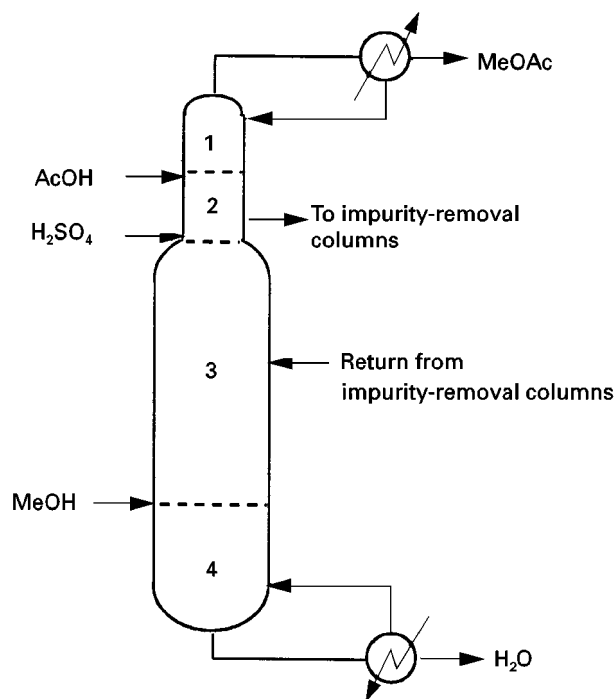 MeOAc
1
AcOH
2
To impurity-removal
columns
H₂SO₄
3
Return from
impurity-removal columns
MeOH
4
H₂O